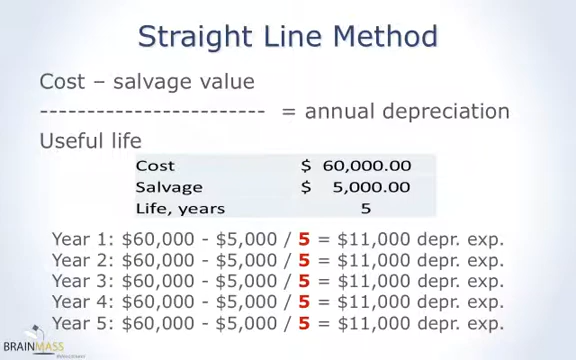 Straight Line Method
Cost – salvage value
------------------------ = annual depreciation
Useful life
Cost $ 60,000.00
Salvage $ 5,000.00
Life, years 5
Year 1: $60,000 - $5,000 / 5 = $11,000 depr. exp.
Year 2: $60,000 - $5,000 / 5 = $11,000 depr. exp.
Year 3: $60,000 - $5,000 / 5 = $11,000 depr. exp.
Year 4: $60,000 - $5,000 / 5 = $11,000 depr. exp.
Year 5: $60,000 - $5,000 / 5 = $11,000 depr. exp.
BRAINMASS